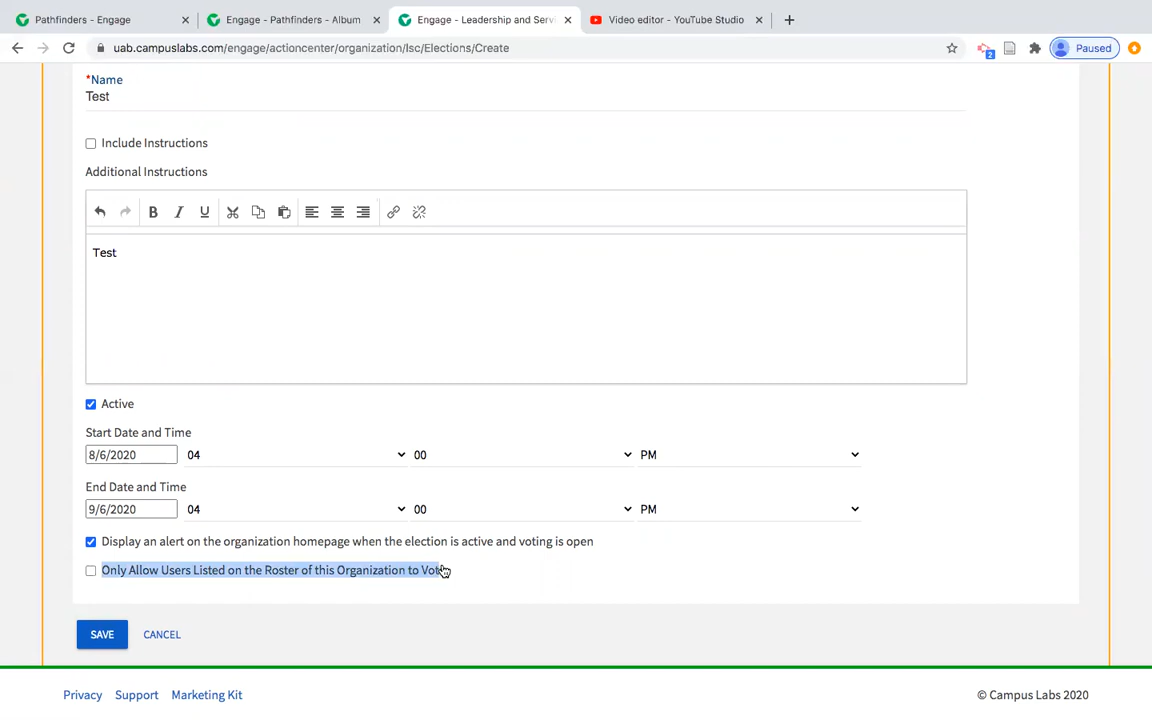 Pathfinders - Engage
Engage - Pathfinders - Album
Engage - Leadership and Servi
Video editor - YouTube Studio
uab.campuslabs.com/engage/actioncenter/organization/lsc/Elections/Create
2
Paused
*Name
Test
Include Instructions
Additional Instructions
B I U
Test
Active
Start Date and Time
8/6/2020 04 00 PM
End Date and Time
9/6/2020 04 00 PM
Display an alert on the organization homepage when the election is active and voting is open
Only Allow Users Listed on the Roster of this Organization to Vote
SAVE CANCEL
Privacy Support Marketing Kit © Campus Labs 2020